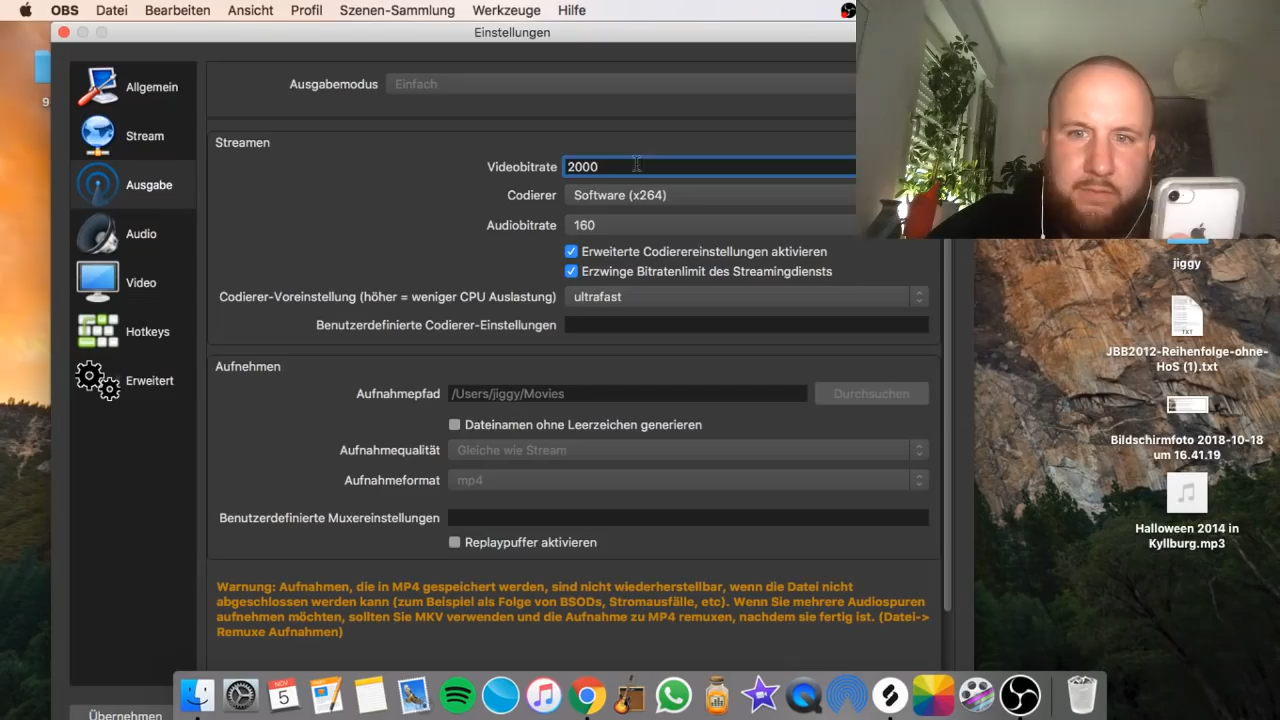 OBS Datei Bearbeiten Ansicht Profil Szenen-Sammlung Werkzeuge Hilfe
Einstellungen
Allgemein
Stream
Ausgabe
Audio
Video
Hotkeys
Erweitert
Ausgabemodus Einfach
Streamen
Videobitrate 2000
Codierer Software (x264)
Audiobitrate 160
Erweiterte Codierereinstellungen aktivieren
Erzwinge Bitratenlimit des Streamingdiensts
Codierer-Voreinstellung (höher = weniger CPU Auslastung) ultrafast
Benutzerdefinierte Codierer-Einstellungen
Aufnehmen
Aufnahmepfad /Users/jiggy/Movies Durchsuchen
Dateinamen ohne Leerzeichen generieren
Aufnahmequalität Gleiche wie Stream
Aufnahmeformat mp4
Benutzerdefinierte Muxereinstellungen
Replaypuffer aktivieren
Warnung: Aufnahmen, die in MP4 gespeichert werden, sind nicht wiederherstellbar, wenn die Datei nicht
abgeschlossen werden kann (zum Beispiel als Folge von BSODs, Stromausfälle, etc). Wenn Sie mehrere Audiospuren
aufnehmen möchten, sollten Sie MKV verwenden und die Aufnahme zu MP4 remuxen, nachdem sie fertig ist. (Datei->
Remuxe Aufnahmen)
Übernehmen
jiggy
TXT
JBB2012-Reihenfolge-ohne-
HoS (1).txt
Bildschirmfoto 2018-10-18
um 16.41.19
Halloween 2014 in
Kyllburg.mp3
9
NOV
5